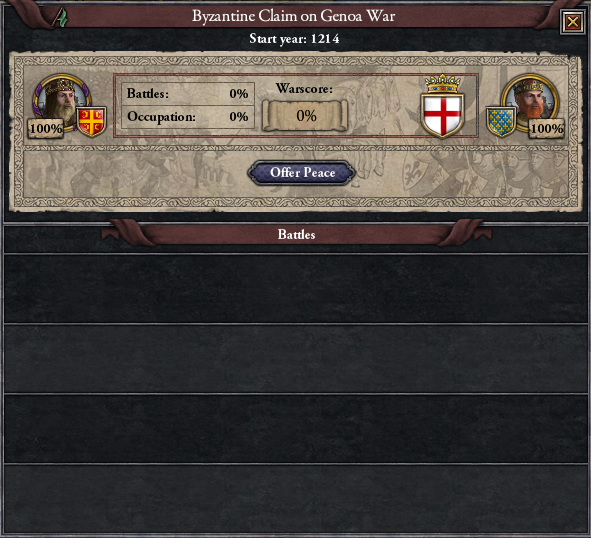 Byzantine Claim on Genoa War
Start year: 1214
Battles: 0%
Occupation: 0%
Warscore:
0%
100%
100%
Offer Peace
Battles